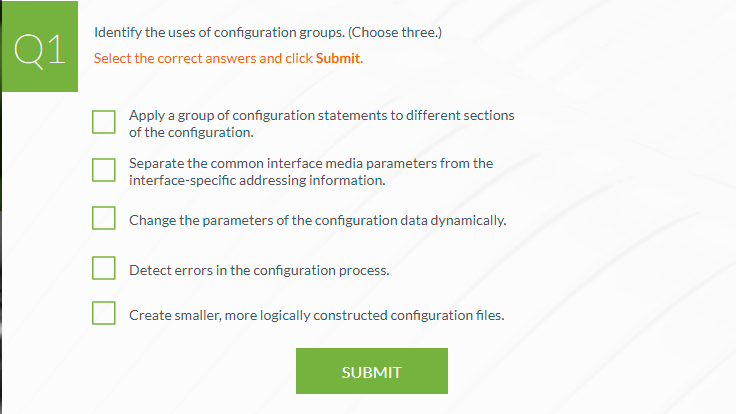 Q1
Identify the uses of configuration groups. (Choose three.)
Select the correct answers and click Submit.
Apply a group of configuration statements to different sections
of the configuration.
Separate the common interface media parameters from the
interface-specific addressing information.
Change the parameters of the configuration data dynamically.
Detect errors in the configuration process.
Create smaller, more logically constructed configuration files.
SUBMIT